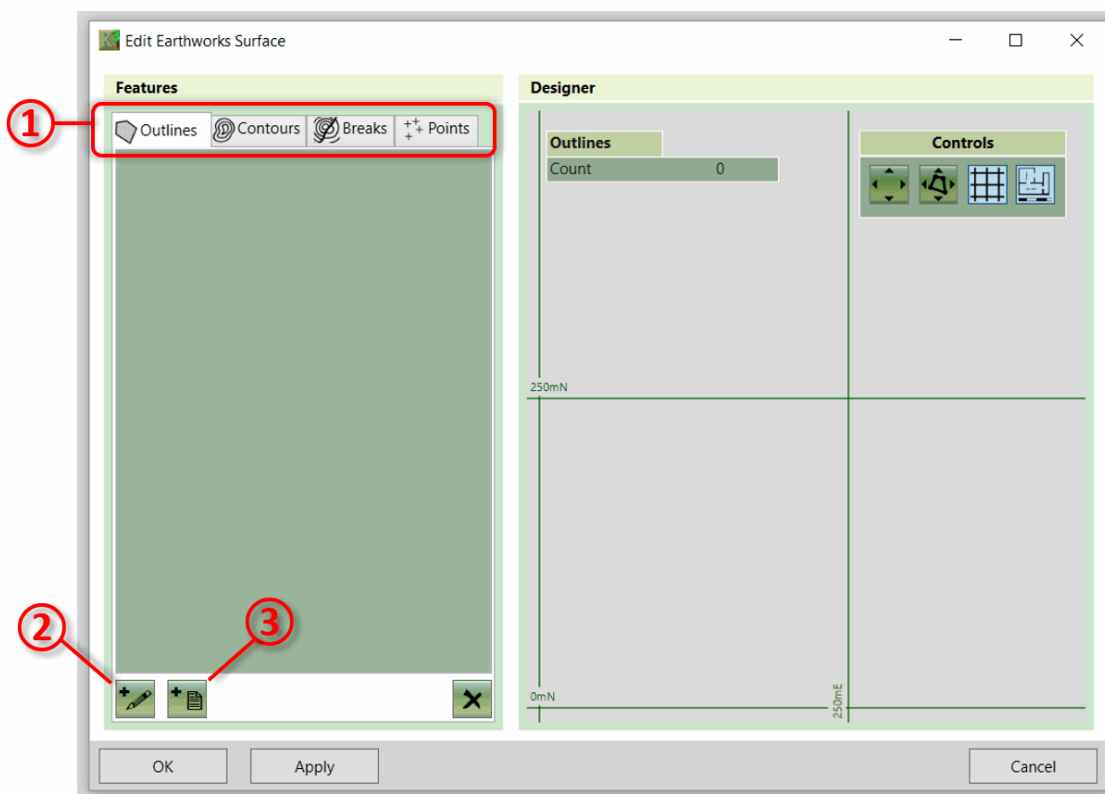 Edit Earthworks Surface
Features
Designer
1
Outlines Contours Breaks Points
Outlines
Count 0
Controls
250mN
2
3
0mN
250mE
OK Apply Cancel